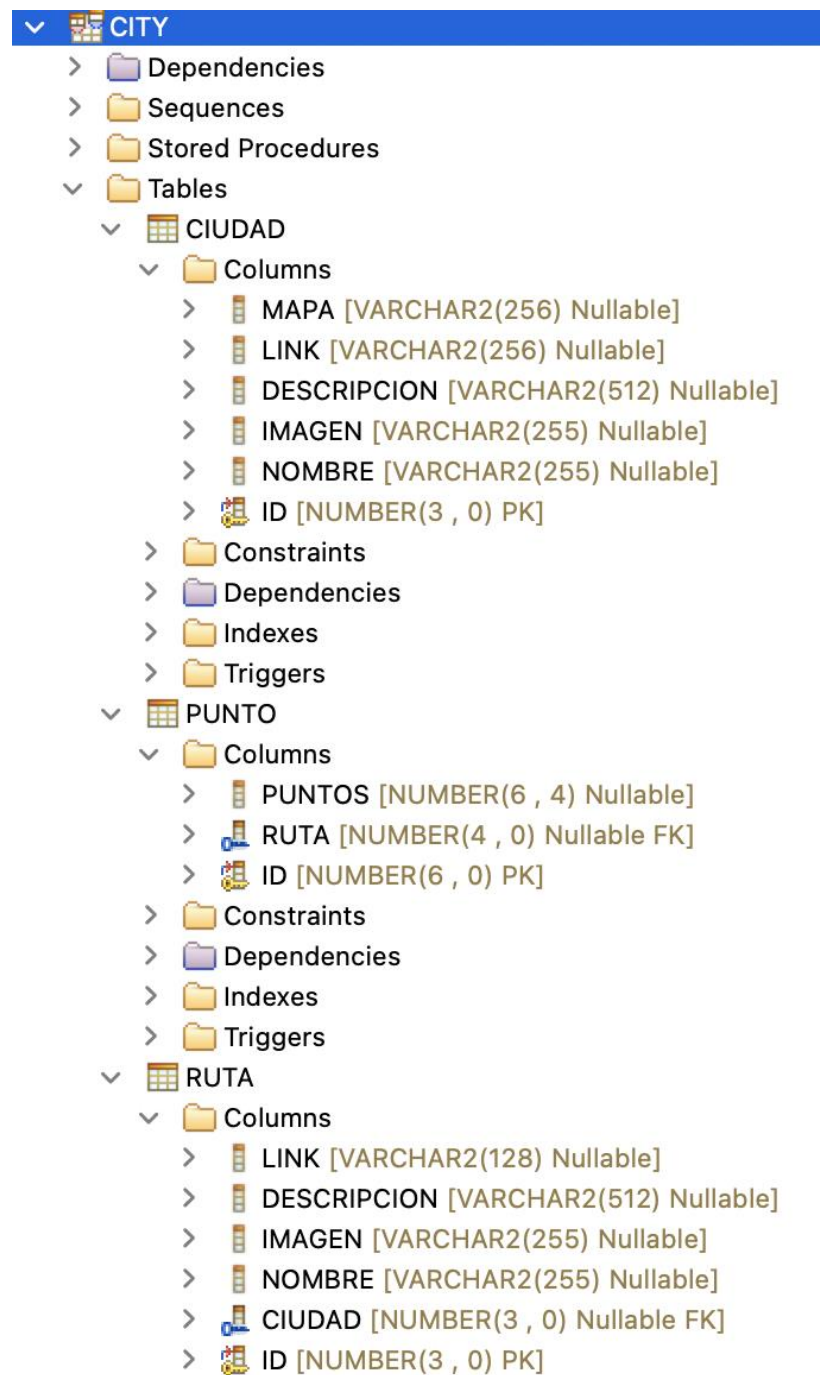 CITY
Dependencies
Sequences
Stored Procedures
Tables
CIUDAD
Columns
MAPA [VARCHAR2(256) Nullable]
LINK [VARCHAR2(256) Nullable]
DESCRIPCION [VARCHAR2(512) Nullable]
IMAGEN [VARCHAR2(255) Nullable]
NOMBRE [VARCHAR2(255) Nullable]
ID [NUMBER(3 , 0) PK]
Constraints
Dependencies
Indexes
Triggers
PUNTO
Columns
PUNTOS [NUMBER(6 , 4) Nullable]
RUTA [NUMBER(4 , 0) Nullable FK]
ID [NUMBER(6 , 0) PK]
Constraints
Dependencies
Indexes
Triggers
RUTA
Columns
LINK [VARCHAR2(128) Nullable]
DESCRIPCION [VARCHAR2(512) Nullable]
IMAGEN [VARCHAR2(255) Nullable]
NOMBRE [VARCHAR2(255) Nullable]
CIUDAD [NUMBER(3 , 0) Nullable FK]
ID [NUMBER(3 , 0) PK]